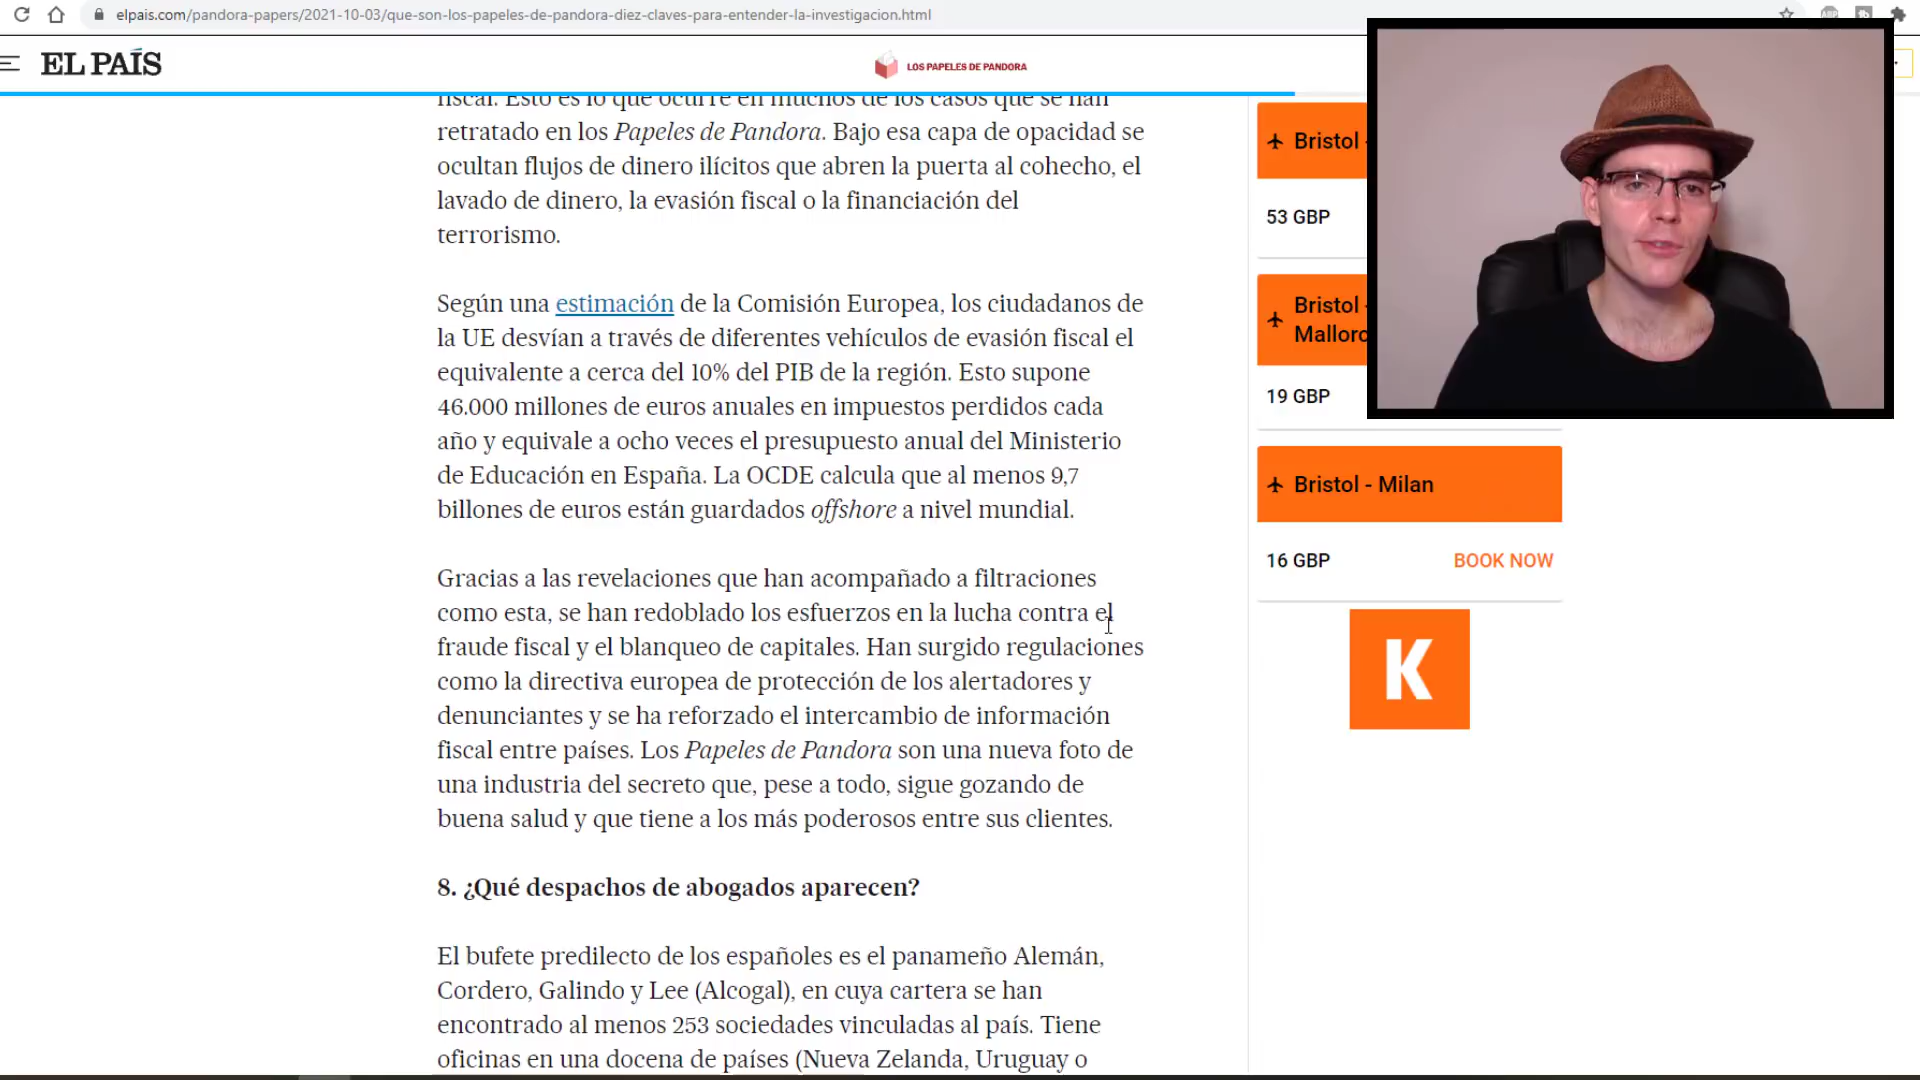 elpais.com/pandora-papers/2021-10-03/que-son-los-papeles-de-pandora-diez-claves-para-entender-la-investigacion.html
EL PAÍS
LOS PAPELES DE PANDORA
fiscal. Esto es lo que ocurre en muchos de los casos que se han
retratado en los Papeles de Pandora. Bajo esa capa de opacidad se
ocultan flujos de dinero ilícitos que abren la puerta al cohecho, el
lavado de dinero, la evasión fiscal o la financiación del
terrorismo.
Según una estimación de la Comisión Europea, los ciudadanos de
la UE desvían a través de diferentes vehículos de evasión fiscal el
equivalente a cerca del 10% del PIB de la región. Esto supone
46.000 millones de euros anuales en impuestos perdidos cada
año y equivale a ocho veces el presupuesto anual del Ministerio
de Educación en España. La OCDE calcula que al menos 9,7
billones de euros están guardados offshore a nivel mundial.
Gracias a las revelaciones que han acompañado a filtraciones
como esta, se han redoblado los esfuerzos en la lucha contra el
fraude fiscal y el blanqueo de capitales. Han surgido regulaciones
como la directiva europea de protección de los alertadores y
denunciantes y se ha reforzado el intercambio de información
fiscal entre países. Los Papeles de Pandora son una nueva foto de
una industria del secreto que, pese a todo, sigue gozando de
buena salud y que tiene a los más poderosos entre sus clientes.
8. ¿Qué despachos de abogados aparecen?
El bufete predilecto de los españoles es el panameño Alemán,
Cordero, Galindo y Lee (Alcogal), en cuya cartera se han
encontrado al menos 253 sociedades vinculadas al país. Tiene
oficinas en una docena de países (Nueva Zelanda, Uruguay o
Bristol -
53 GBP
Bristol -
Mallorc
19 GBP
Bristol - Milan
16 GBP BOOK NOW
K